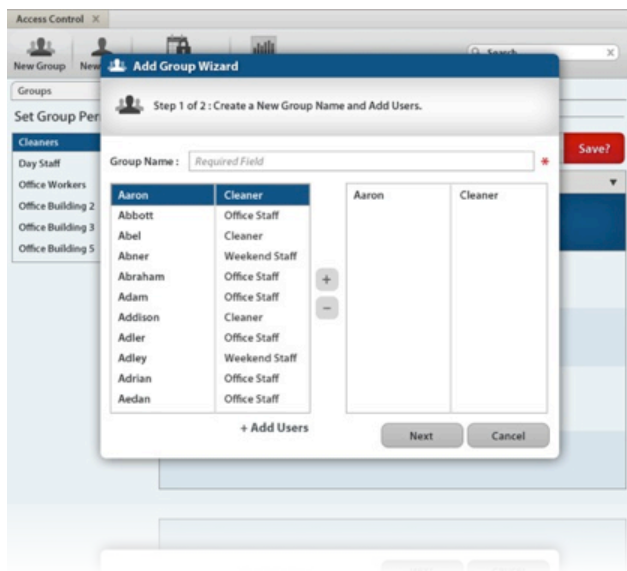 Access Control ×
New Group New
Search ×
Groups
Set Group Per
Cleaners
Day Staff
Office Workers
Office Building 2
Office Building 3
Office Building 5
Save?
Add Group Wizard
Step 1 of 2 : Create a New Group Name and Add Users.
Group Name : Required Field *
Aaron Cleaner
Abbott Office Staff
Abel Cleaner
Abner Weekend Staff
Abraham Office Staff
Adam Office Staff
Addison Cleaner
Adler Office Staff
Adley Weekend Staff
Adrian Office Staff
Aedan Office Staff
+
−
Aaron Cleaner
+ Add Users
Next Cancel